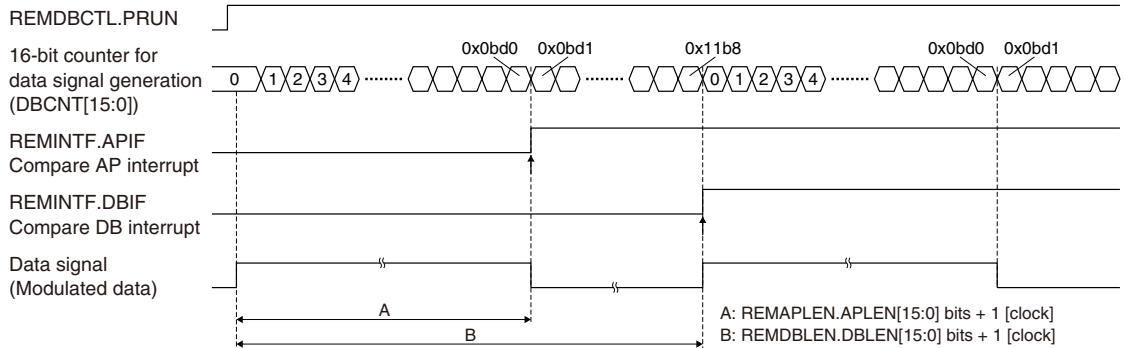 REMDBCTL.PRUN
16-bit counter for
data signal generation
(DBCNT[15:0])
0x0bd0 0x0bd1 0x11b8 0x0bd0 0x0bd1
0 1 2 3 4 0 1 2 3 4
REMINTF.APIF
Compare AP interrupt
REMINTF.DBIF
Compare DB interrupt
Data signal
(Modulated data)
A
B
A: REMAPLEN.APLEN[15:0] bits + 1 [clock]
B: REMDBLEN.DBLEN[15:0] bits + 1 [clock]